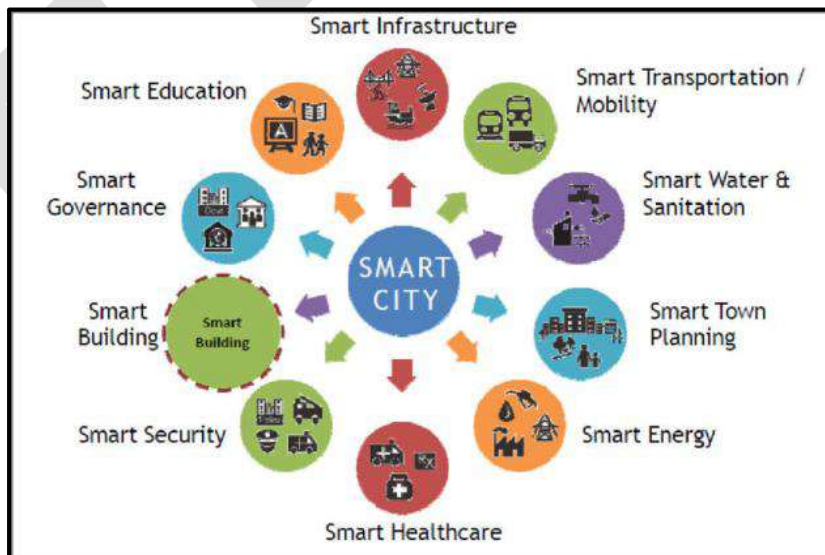 Smart Infrastructure
Smart Education
Smart Transportation /
Mobility
Smart
Governance
Smart Water &
Sanitation
SMART
CITY
Smart
Building
Smart
Building
Smart Town
Planning
Smart Security
Smart Energy
Smart Healthcare
A
Rx